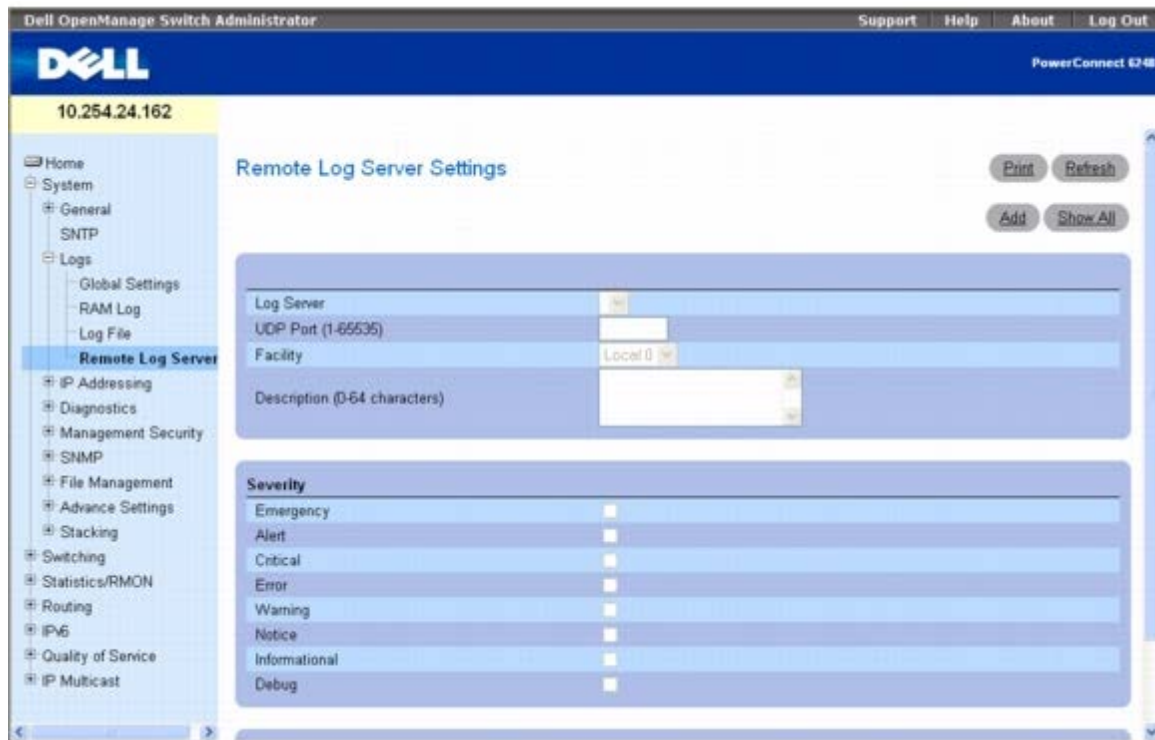 Dell OpenManage Switch Administrator
Support Help About Log Out
DELL
PowerConnect 6248
10.254.24.162
Home
System
General
SNTP
Logs
Global Settings
RAM Log
Log File
Remote Log Server
IP Addressing
Diagnostics
Management Security
SNMP
File Management
Advance Settings
Stacking
Switching
Statistics/RMON
Routing
IPv6
Quality of Service
IP Multicast
Remote Log Server Settings
Print Refresh
Add Show All
Log Server
UDP Port (1-65535)
Facility Local 0
Description (0-64 characters)
Severity
Emergency
Alert
Critical
Error
Warning
Notice
Informational
Debug